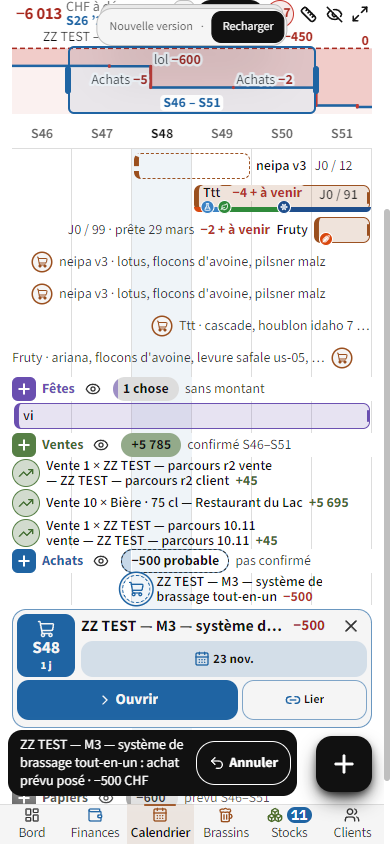 −6 013 CHF à dé
7
S26
Nouvelle version · Recharger
ZZ TEST −450
0
lol −600
Achats −5 Achats −2
S46 – S51
S46 S47 S48 S49 S50 S51
neipa v3 J0 / 12
Ttt −4 + à venir J0 / 91
J0 / 99 · prête 29 mars −2 + à venir Fruty
neipa v3 · lotus, flocons d'avoine, pilsner malz
neipa v3 · lotus, flocons d'avoine, pilsner malz
Ttt · cascade, houblon idaho 7 …
Fruty · ariana, flocons d'avoine, levure safale us-05, …
Fêtes 1 chose sans montant
vi
Ventes +5 785 confirmé S46–S51
Vente 1 × ZZ TEST — parcours r2 vente
— ZZ TEST — parcours r2 client +45
Vente 10 × Bière · 75 cl — Restaurant du Lac +5 695
Vente 1 × ZZ TEST — parcours 10.11
vente — ZZ TEST — parcours 10.11 +45
Achats −500 probable pas confirmé
ZZ TEST — M3 — système de
brassage tout-en-un −500
S48
1 j
ZZ TEST — M3 — système d… −500
23 nov.
Ouvrir Lier
ZZ TEST — M3 — système de
brassage tout-en-un : achat
prévu posé · −500 CHF
Annuler
Papiers −600 prévu S46–S51
Bord Finances Calendrier Brassins Stocks 11 Clients